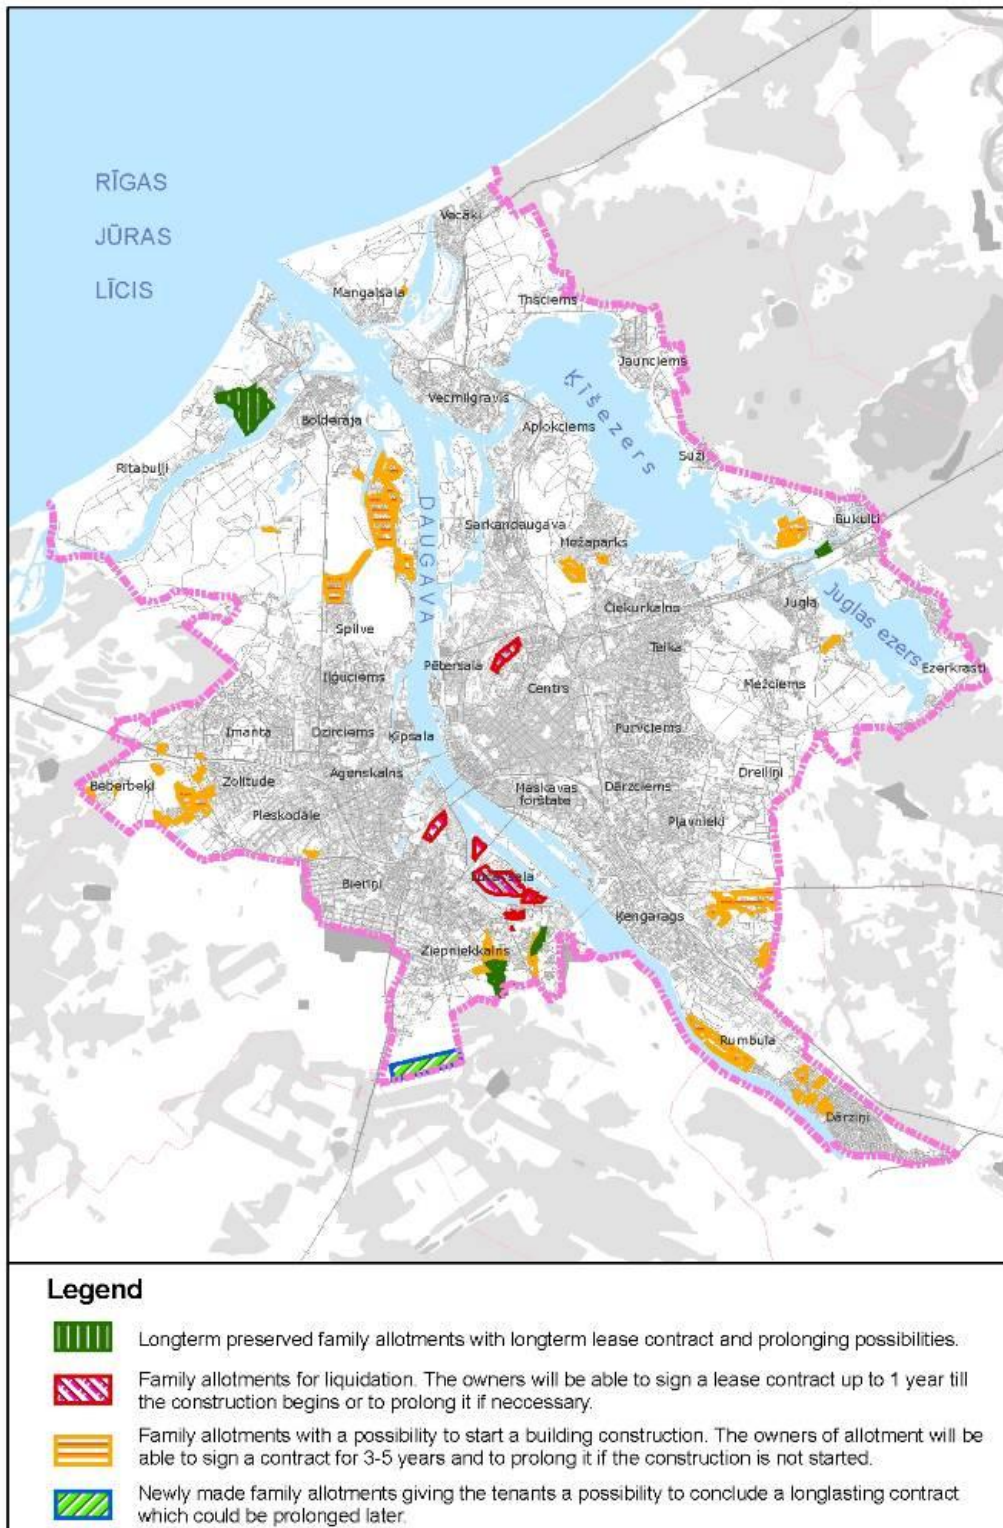 RĪGAS
JŪRAS
LĪCIS
Vecāķi
Mangaļsala
Trīsciems
Jaunciems
Ķīšezers
Vecmīlgrāvis
Bolderāja
Aplokciems
Suži
Rītabuļļi
DAUGAVA
Sarkandaugava
Mežaparks
Bukulti
Čiekurkalns
Jugla
Juglas ezers
Spilve
Pētersala
Teika
Iļģuciems
Centrs
Mežciems
Ezerkrasti
Imanta
Dzirciems
Ķīpsala
Purvciems
Beberbeķi
Zolitūde
Āgenskalns
Dreiliņi
Maskavas
forštate
Dārzciems
Pleskodāle
Pļavnieki
Bieriņi
Ķengarags
Ziepniekkalns
Rumbula
Dārziņi
Legend
Longterm preserved family allotments with longterm lease contract and prolonging possibilities.
Family allotments for liquidation. The owners will be able to sign a lease contract up to 1 year till
the construction begins or to prolong it if neccessary.
Family allotments with a possibility to start a building construction. The owners of allotment will be
able to sign a contract for 3-5 years and to prolong it if the construction is not started.
Newly made family allotments giving the tenants a possibility to conclude a longlasting contract
which could be prolonged later.